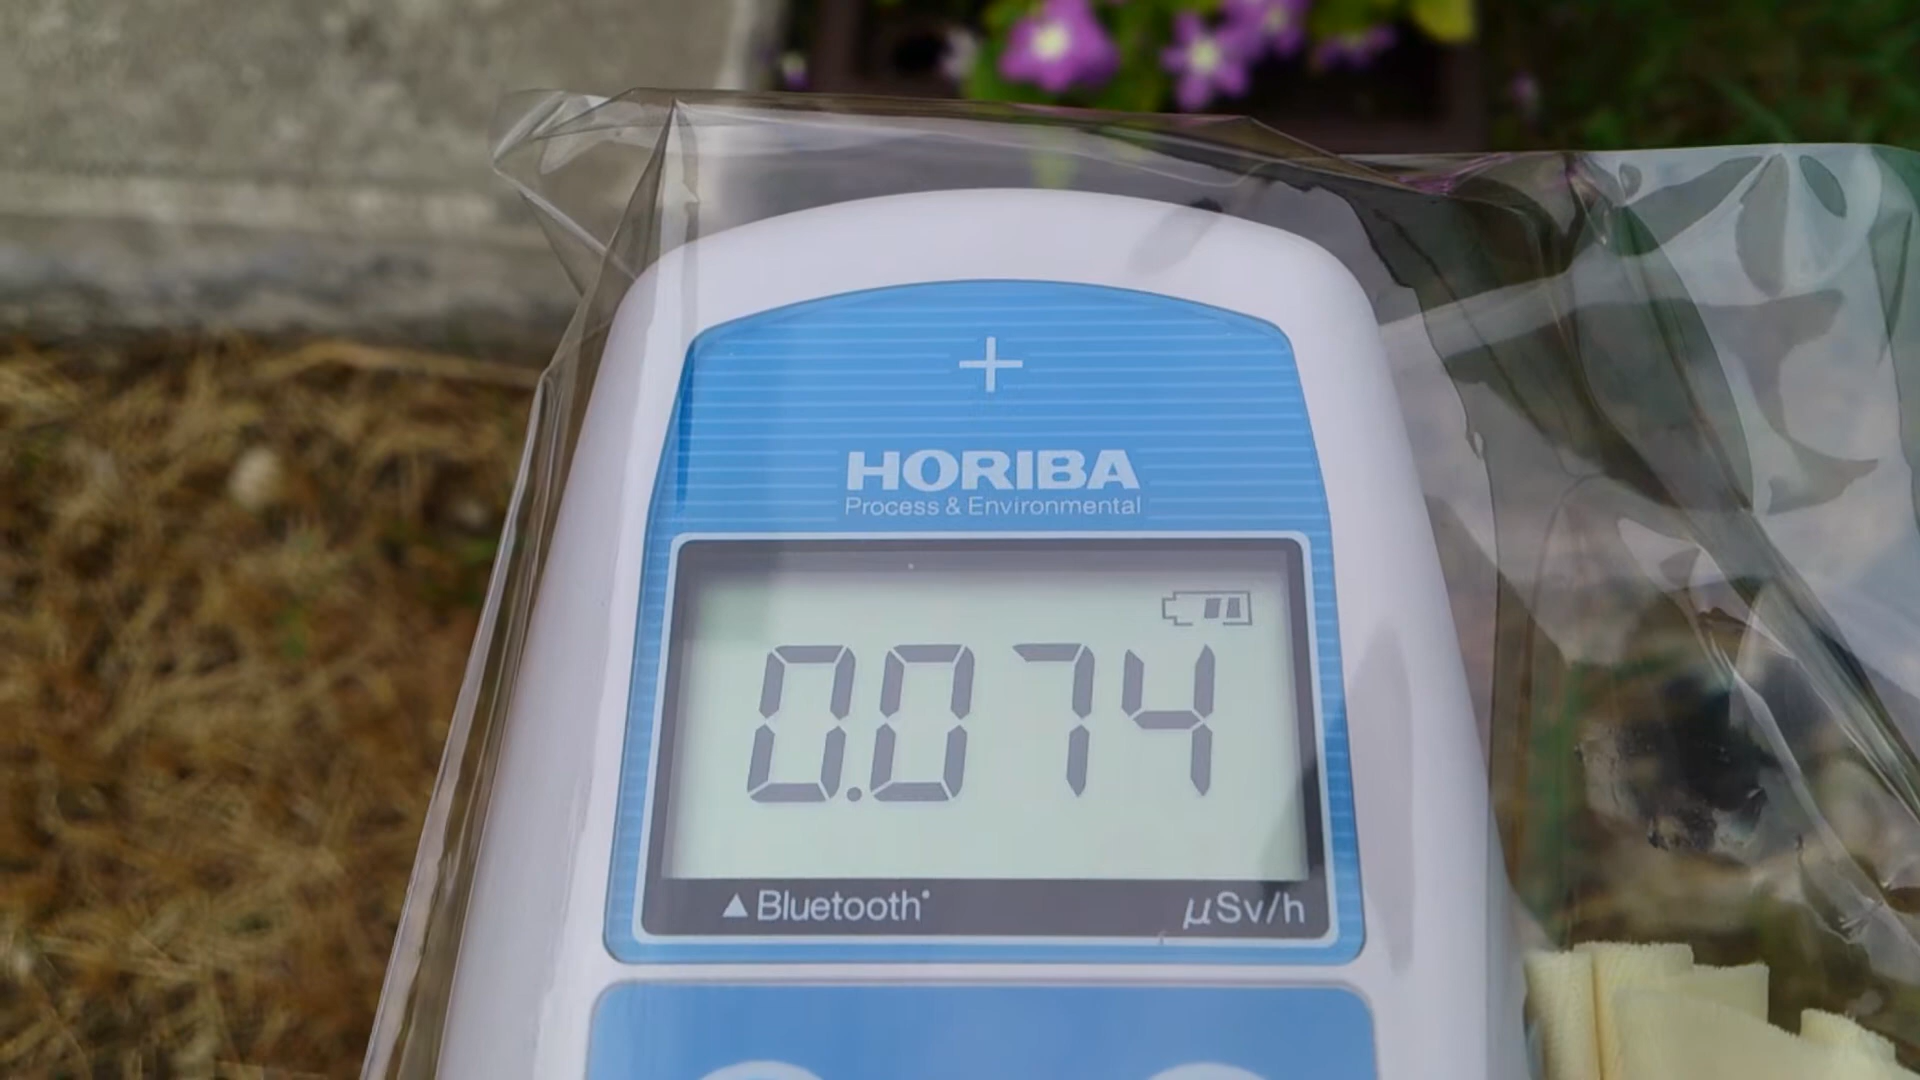 +
HORIBA
Process & Environmental
0.074
▲Bluetooth®
μSv/h